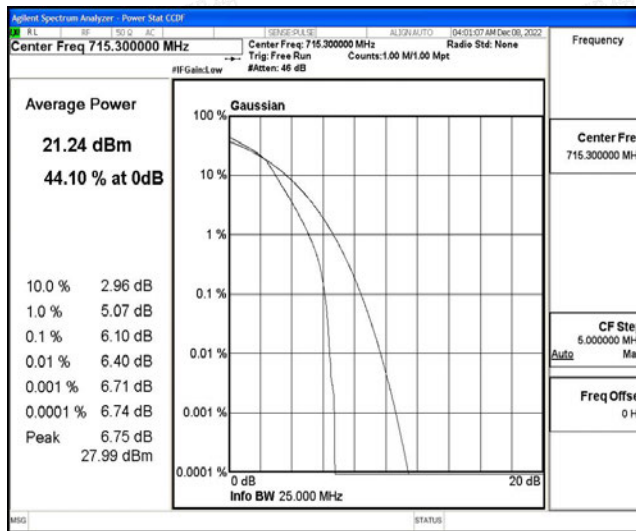 Agilent Spectrum Analyzer - Power Stat CCDF
RL RF 50 Ω AC SENSE:PULSE ALIGN AUTO 04:01:07 AM Dec 08, 2022
Center Freq 715.300000 MHz
Center Freq: 715.300000 MHz Radio Std: None
Trig: Free Run Counts:1.00 M/1.00 Mpt
#IFGain:Low #Atten: 46 dB
Frequency
Average Power
21.24 dBm
44.10 % at 0dB
10.0 % 2.96 dB
1.0 % 5.07 dB
0.1 % 6.10 dB
0.01 % 6.40 dB
0.001 % 6.71 dB
0.0001 % 6.74 dB
Peak 6.75 dB
27.99 dBm
Gaussian
100 %
10 %
1 %
0.1 %
0.01 %
0.001 %
0.0001 %
0 dB 20 dB
Info BW 25.000 MHz
Center Fre
715.300000 MH
CF Ste
5.000000 MH
Auto Ma
Freq Offse
0 H
MSG STATUS